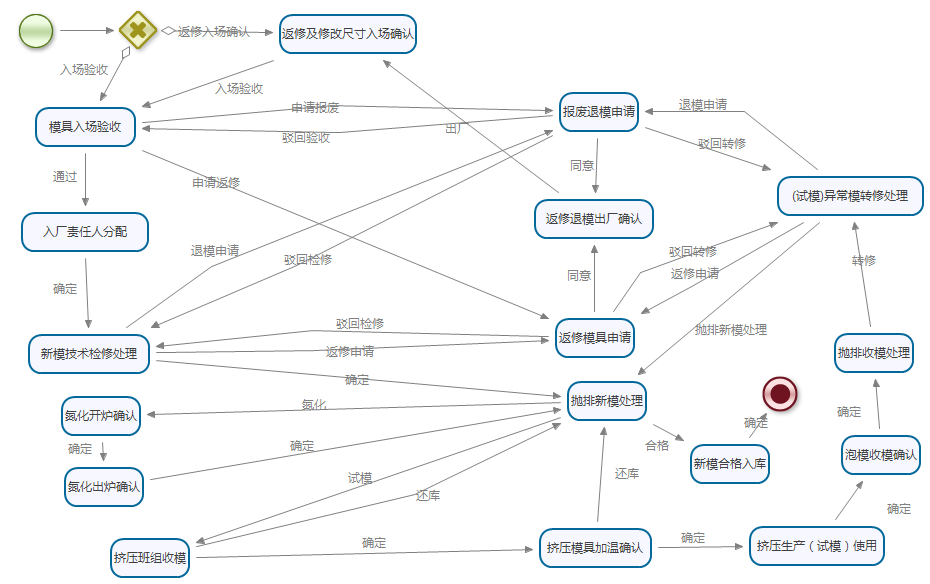 返修入场确认
返修及修改尺寸入场确认
入场验收
入场验收
申请报废
报废退模申请
退模申请
模具入场验收
驳回验收
出厂
驳回转修
通过
申请返修
同意
(试模)异常模转修处理
入厂责任人分配
返修退模出厂确认
退模申请
驳回检修
驳回转修
转修
确定
同意
返修申请
驳回检修
返修模具申请
抛排新模处理
新模技术检修处理
返修申请
抛排收模处理
确定
氮化
抛排新模处理
氮化开炉确认
确定
确定
确定
确定
合格
泡模收模确认
氮化出炉确认
试模
还库
还库
新模合格入库
确定
挤压班组收模
确定
挤压模具加温确认
确定
挤压生产（试模）使用